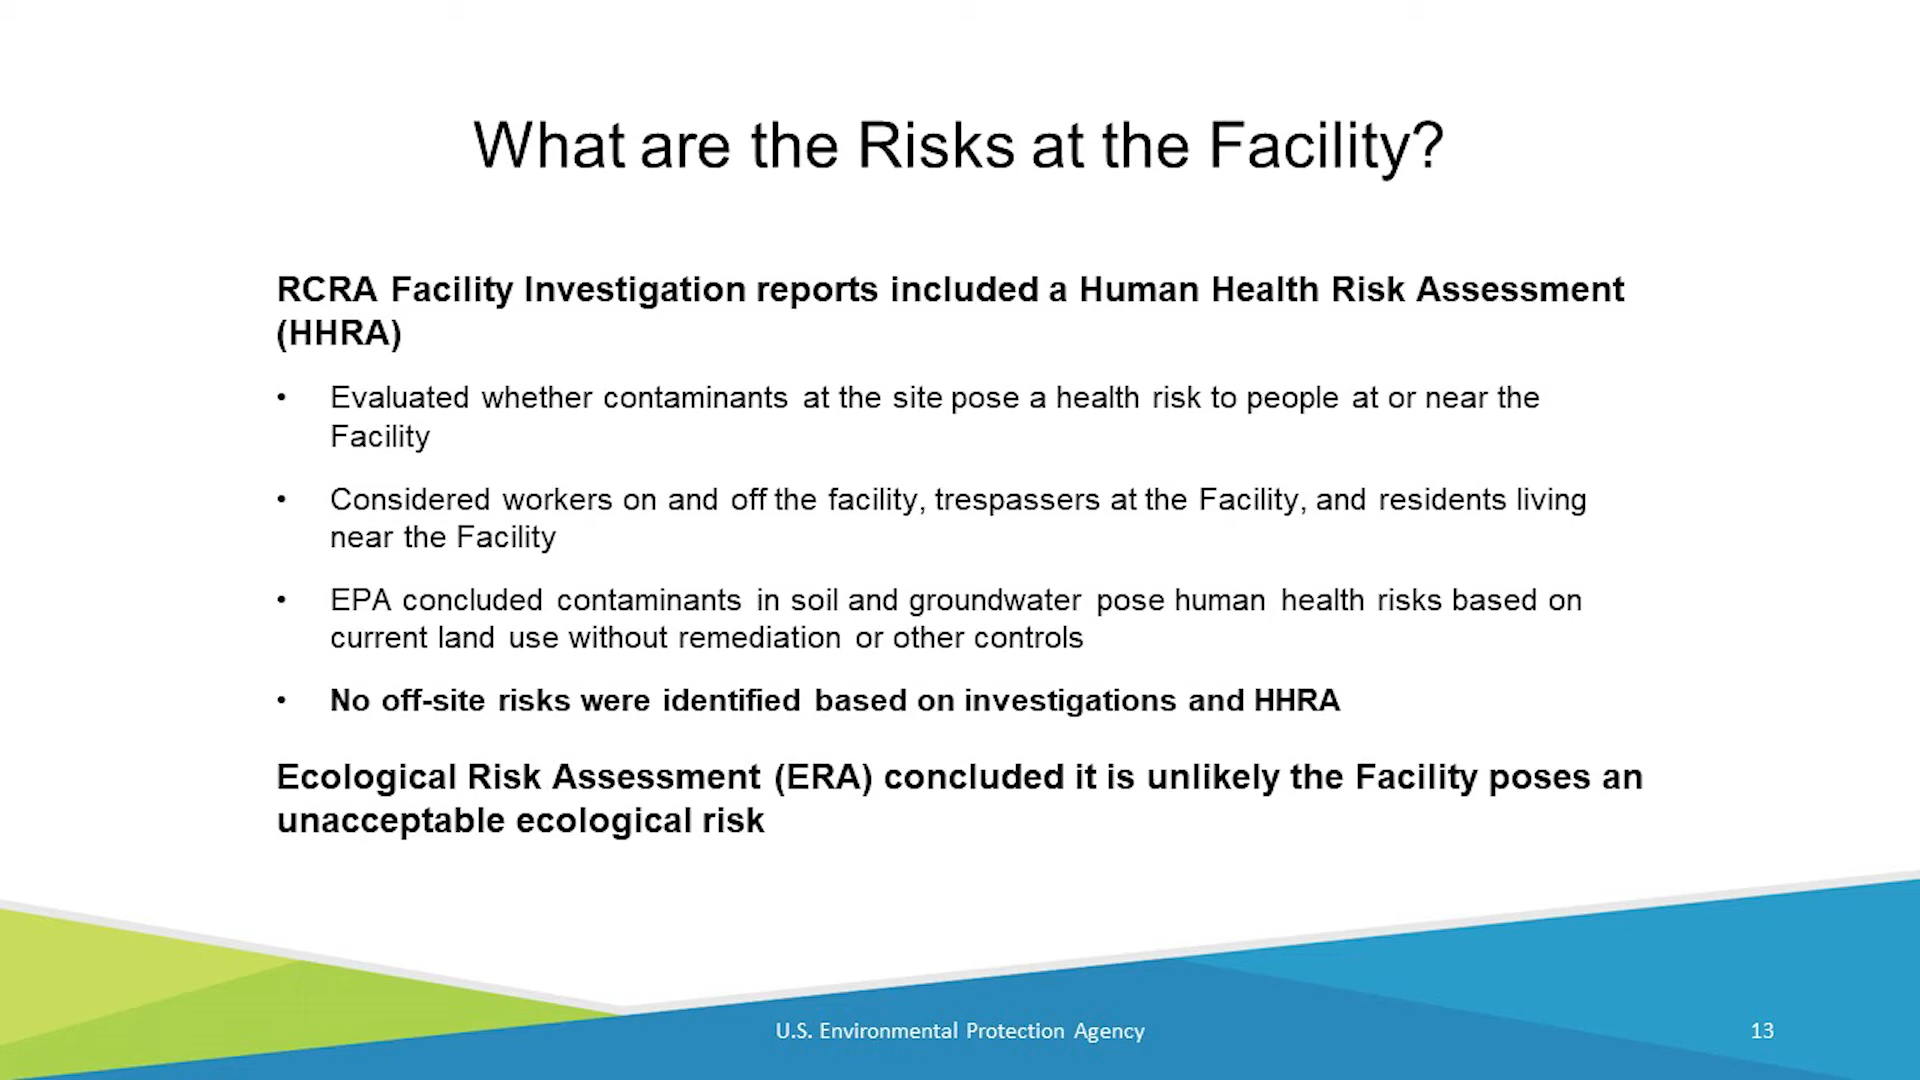 What are the Risks at the Facility?
RCRA Facility Investigation reports included a Human Health Risk Assessment
(HHRA)
• Evaluated whether contaminants at the site pose a health risk to people at or near the
Facility
• Considered workers on and off the facility, trespassers at the Facility, and residents living
near the Facility
• EPA concluded contaminants in soil and groundwater pose human health risks based on
current land use without remediation or other controls
• No off-site risks were identified based on investigations and HHRA
Ecological Risk Assessment (ERA) concluded it is unlikely the Facility poses an
unacceptable ecological risk
U.S. Environmental Protection Agency
13